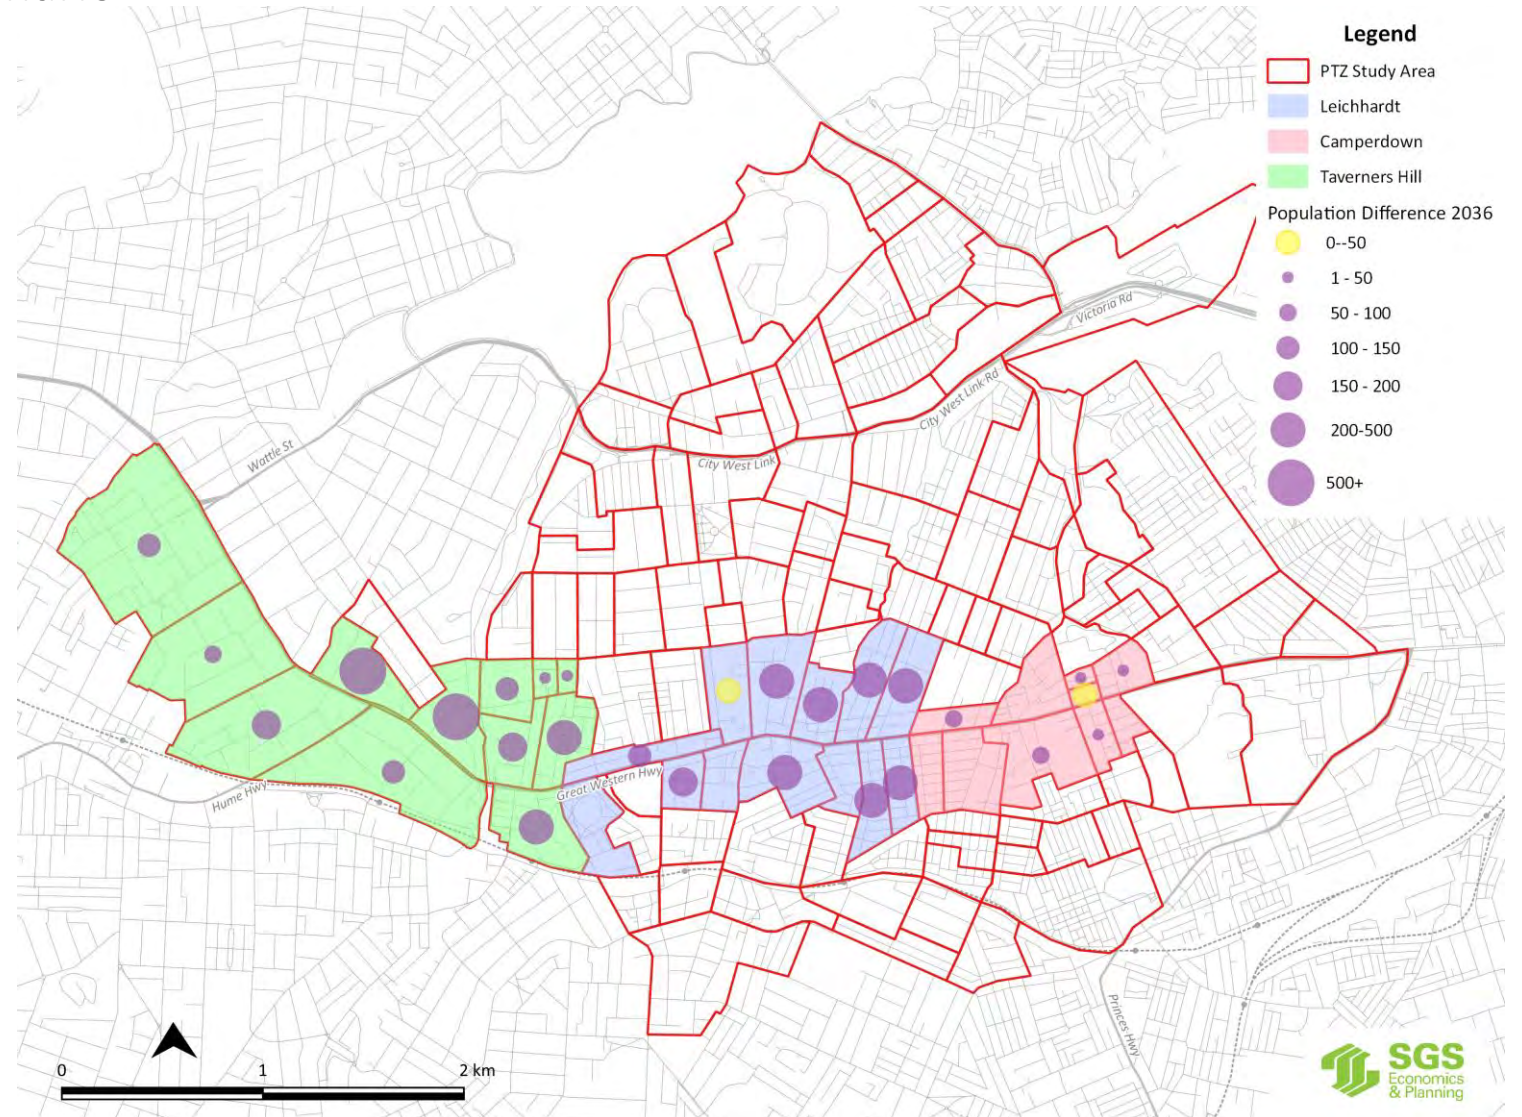 Legend
PTZ Study Area
Leichhardt
Camperdown
Taverners Hill
Population Difference 2036
0--50
1 - 50
50 - 100
100 - 150
150 - 200
200-500
500+
Victoria Rd
City West Link Rd
City West Link
Wattle St
Great Western Hwy
Hume Hwy
Princes Hwy
0 1 2 km
SGS
Economics
& Planning